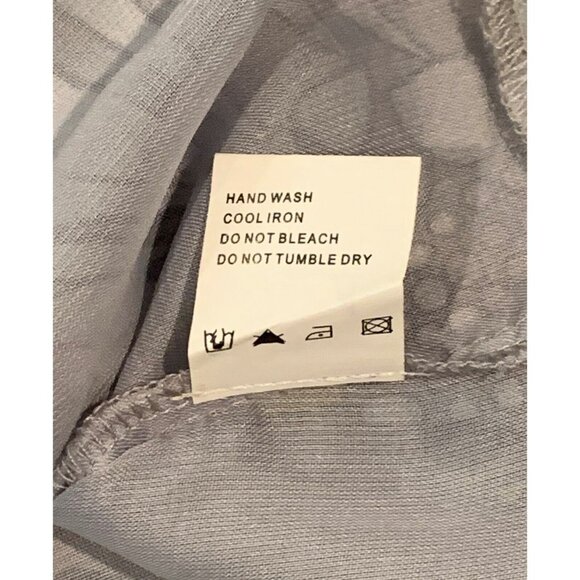 HAND WASH
COOL IRON
DO NOT BLEACH
DO NOT TUMBLE DRY